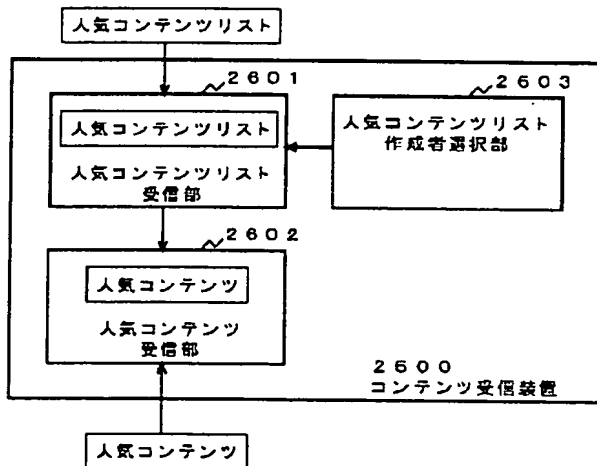 人気コンテンツリスト
2601
人気コンテンツリスト
人気コンテンツリスト
受信部
2603
人気コンテンツリスト
作成者選択部
2602
人気コンテンツ
人気コンテンツ
受信部
2600
コンテンツ受信装置
人気コンテンツ